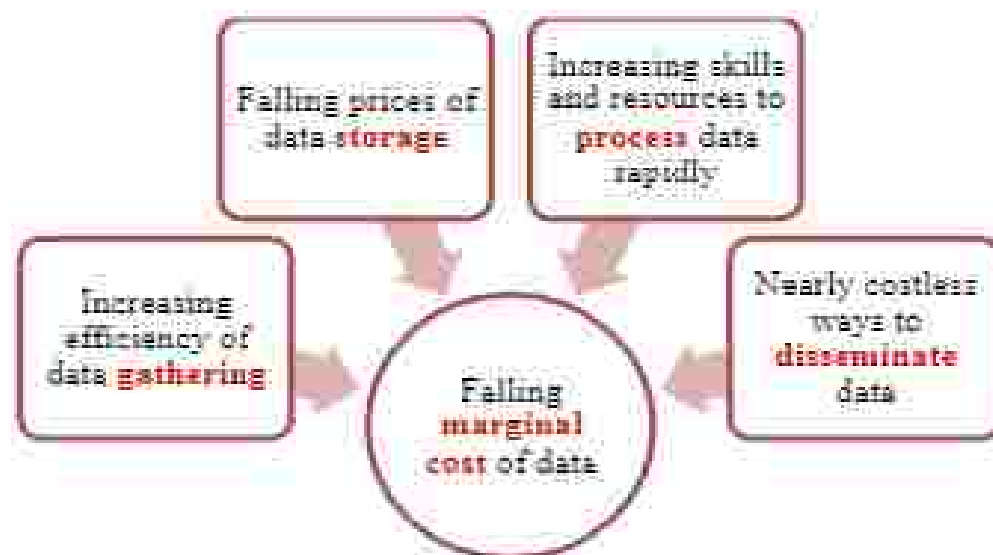 Falling prices of
data storage
Increasing skills
and resources to
process data
rapidly
Increasing
efficiency of
data gathering
Nearly costless
ways to
disseminate
data
Falling
marginal
cost of data